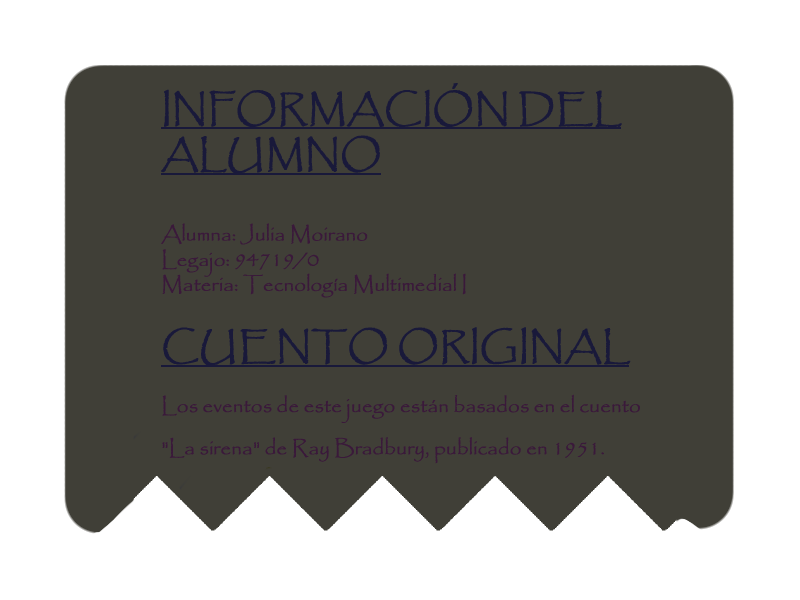 INFORMACIÓN DEL
ALUMNO
Alumna: Julia Moirano
Legajo: 94719/0
Materia: Tecnología Multimedial I
CUENTO ORIGINAL
Los eventos de este juego están basados en el cuento
"La sirena" de Ray Bradbury, publicado en 1951.